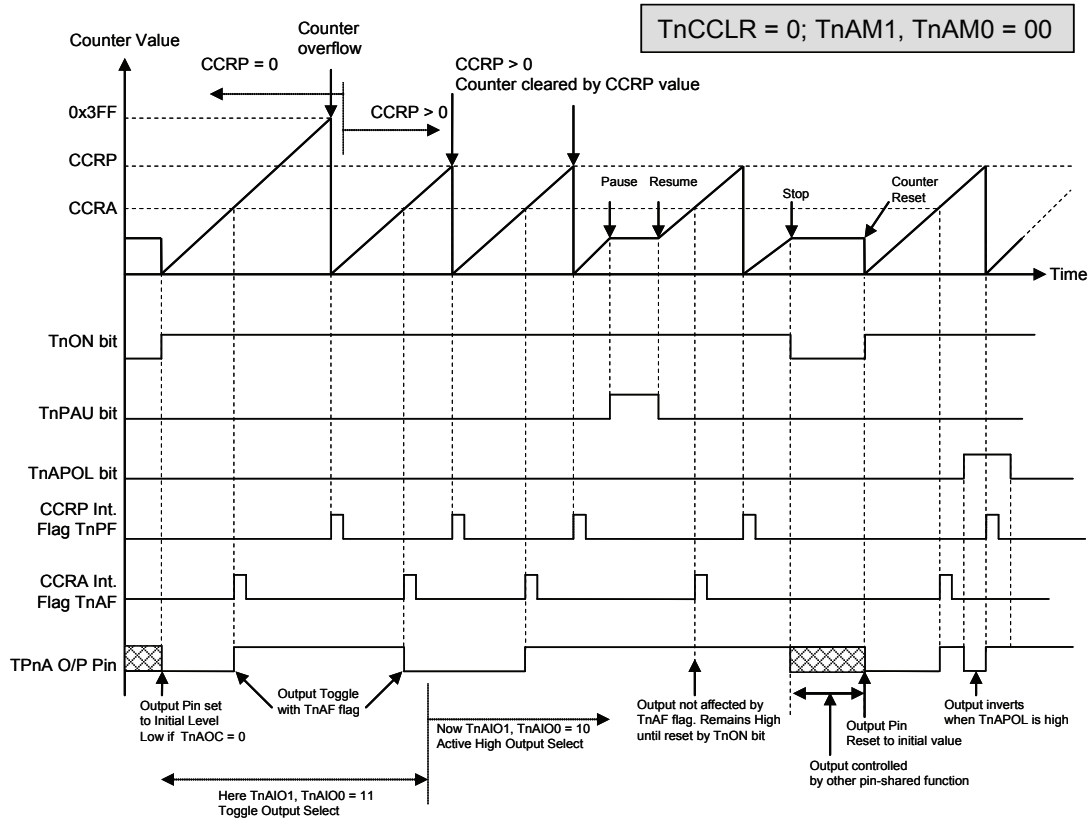 TnCCLR = 0; TnAM1, TnAM0 = 00
Counter Value
Counter
overflow
CCRP = 0
CCRP > 0
CCRP > 0
Counter cleared by CCRP value
0x3FF
CCRP
CCRA
Pause
Resume
Stop
Counter
Reset
Time
TnON bit
TnPAU bit
TnAPOL bit
CCRP Int.
Flag TnPF
CCRA Int.
Flag TnAF
TPnA O/P Pin
Output Pin set
to Initial Level
Low if TnAOC = 0
Output Toggle
with TnAF flag
Now TnAIO1, TnAIO0 = 10
Active High Output Select
Output not affected by
TnAF flag. Remains High
until reset by TnON bit
Output Pin
Reset to initial value
Output inverts
when TnAPOL is high
Output controlled
by other pin-shared function
Here TnAIO1, TnAIO0 = 11
Toggle Output Select